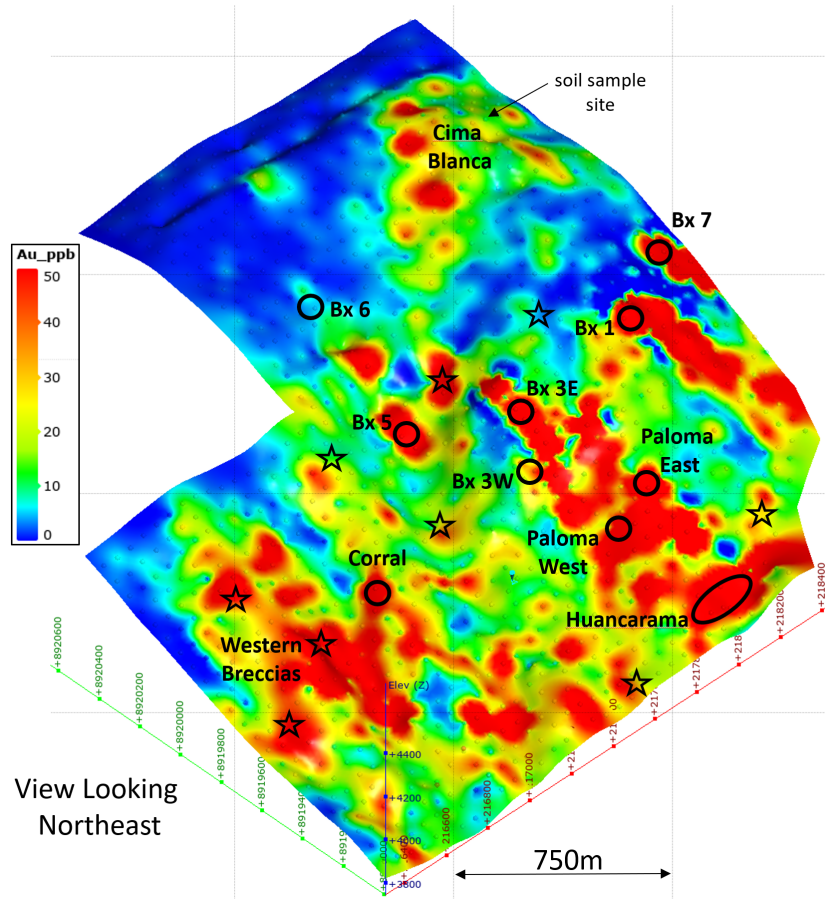 soil sample
site
Cima
Blanca
Bx 7
Au_ppb
50
40
30
20
10
0
Bx 6
Bx 1
Bx 3E
Bx 5
Paloma
East
Bx 3W
Paloma
West
Corral
Huancarama
Western
Breccias
Elev (Z)
+4400
+4200
+4000
+3800
+8920600
+8920400
+8920200
+8920000
+8919800
+8919600
+216600
+216800
+218200
+218400
View Looking
Northeast
750m